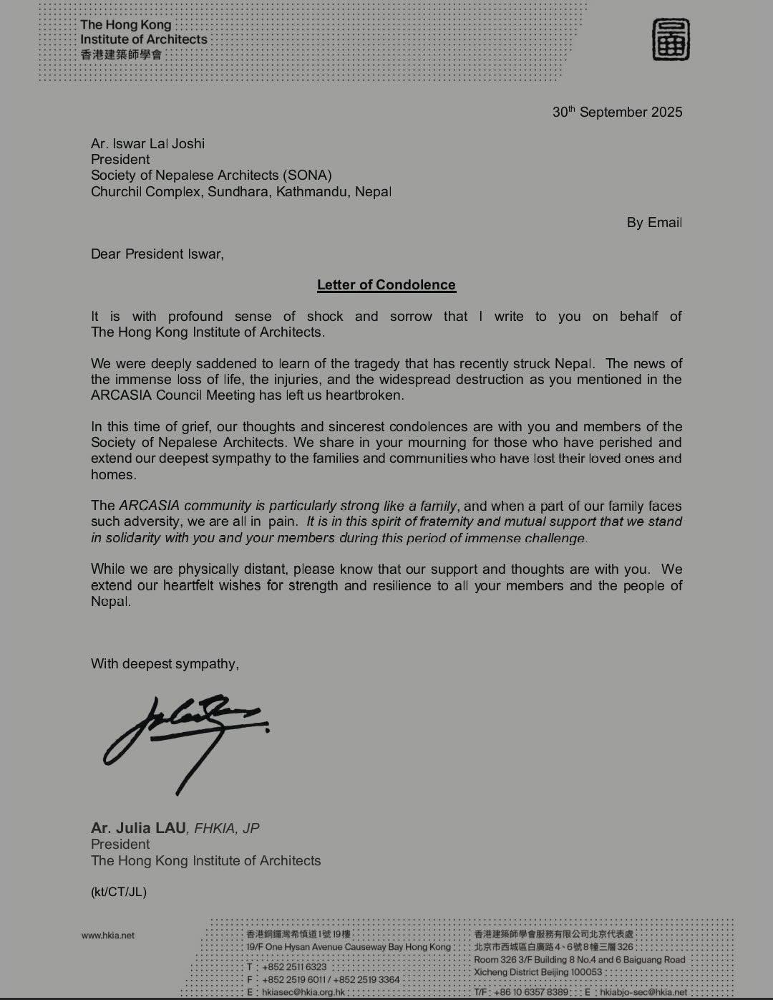 The Hong Kong
Institute of Architects
香港建築師學會
30th September 2025
Ar. Iswar Lal Joshi
President
Society of Nepalese Architects (SONA)
Churchil Complex, Sundhara, Kathmandu, Nepal
By Email
Dear President Iswar,
Letter of Condolence
It is with profound sense of shock and sorrow that I write to you on behalf of
The Hong Kong Institute of Architects.
We were deeply saddened to learn of the tragedy that has recently struck Nepal. The news of
the immense loss of life, the injuries, and the widespread destruction as you mentioned in the
ARCASIA Council Meeting has left us heartbroken.
In this time of grief, our thoughts and sincerest condolences are with you and members of the
Society of Nepalese Architects. We share in your mourning for those who have perished and
extend our deepest sympathy to the families and communities who have lost their loved ones and
homes.
The ARCASIA community is particularly strong like a family, and when a part of our family faces
such adversity, we are all in pain. It is in this spirit of fraternity and mutual support that we stand
in solidarity with you and your members during this period of immense challenge.
While we are physically distant, please know that our support and thoughts are with you. We
extend our heartfelt wishes for strength and resilience to all your members and the people of
Nepal.
With deepest sympathy,
Ar. Julia LAU, FHKIA, JP
President
The Hong Kong Institute of Architects
(kt/CT/JL)
www.hkia.net
香港銅鑼灣希慎道1號19樓
19/F One Hysan Avenue Causeway Bay Hong Kong
T : +852 2511 6323
F : +852 2519 6011 / +852 2519 3364
E : hkiasec@hkia.org.hk
香港建築師學會服務有限公司北京代表處
北京市西城區白廣路4、6號8幢三層326
Room 326 3/F Building 8 No.4 and 6 Baiguang Road
Xicheng District Beijing 100053
T/F : +86 10 6357 8389 E : hkiabjo-sec@hkia.net